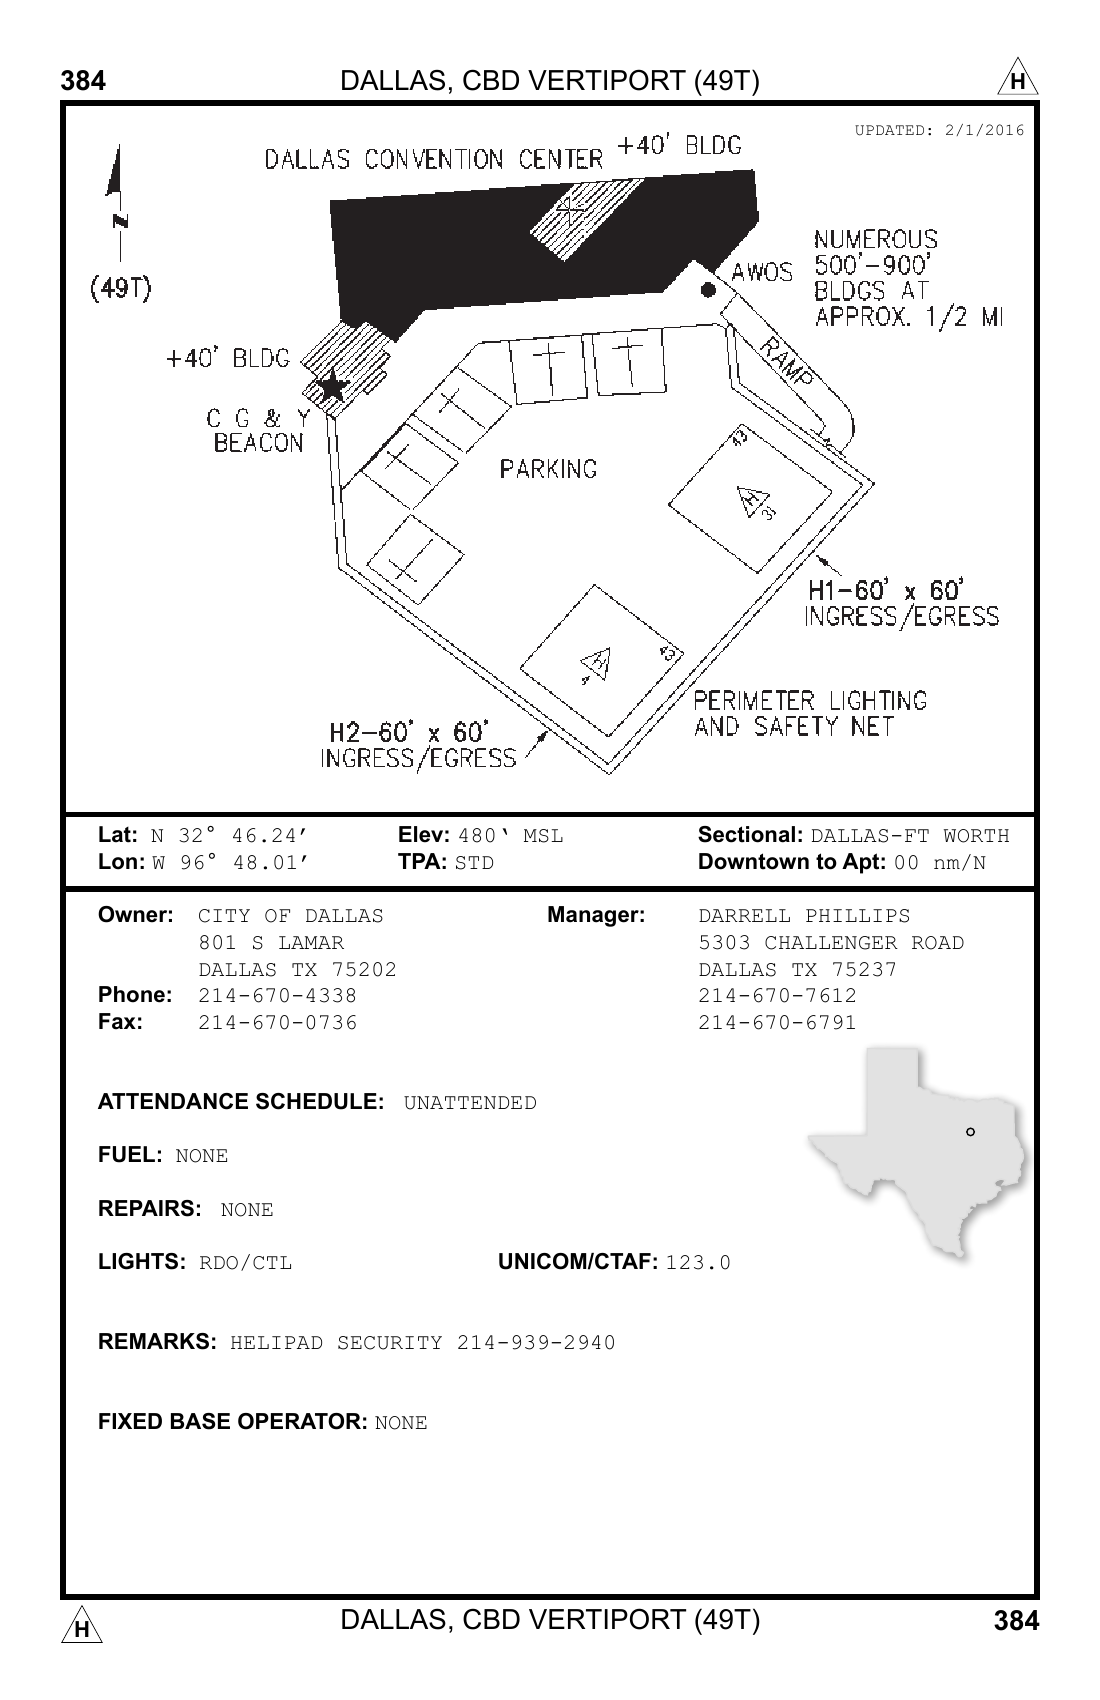 384 DALLAS, CBD VERTIPORT (49T) H
UPDATED: 2/1/2016
DALLAS CONVENTION CENTER +40' BLDG
N
(49T)
NUMEROUS
500'-900'
BLDGS AT
APPROX. 1/2 MI
AWOS
RAMP
+40' BLDG
C G & Y
BEACON
PARKING
43
H
H1-60' x 60'
INGRESS/EGRESS
43
H
PERIMETER LIGHTING
AND SAFETY NET
H2-60' x 60'
INGRESS/EGRESS
Lat: N 32° 46.24′ Elev: 480‘ MSL Sectional: DALLAS-FT WORTH
Lon: W 96° 48.01′ TPA: STD Downtown to Apt: 00 nm/N
Owner: CITY OF DALLAS Manager: DARRELL PHILLIPS
801 S LAMAR 5303 CHALLENGER ROAD
DALLAS TX 75202 DALLAS TX 75237
Phone: 214-670-4338 214-670-7612
Fax: 214-670-0736 214-670-6791
ATTENDANCE SCHEDULE: UNATTENDED
FUEL: NONE
REPAIRS: NONE
LIGHTS: RDO/CTL UNICOM/CTAF: 123.0
REMARKS: HELIPAD SECURITY 214-939-2940
FIXED BASE OPERATOR: NONE
H DALLAS, CBD VERTIPORT (49T) 384